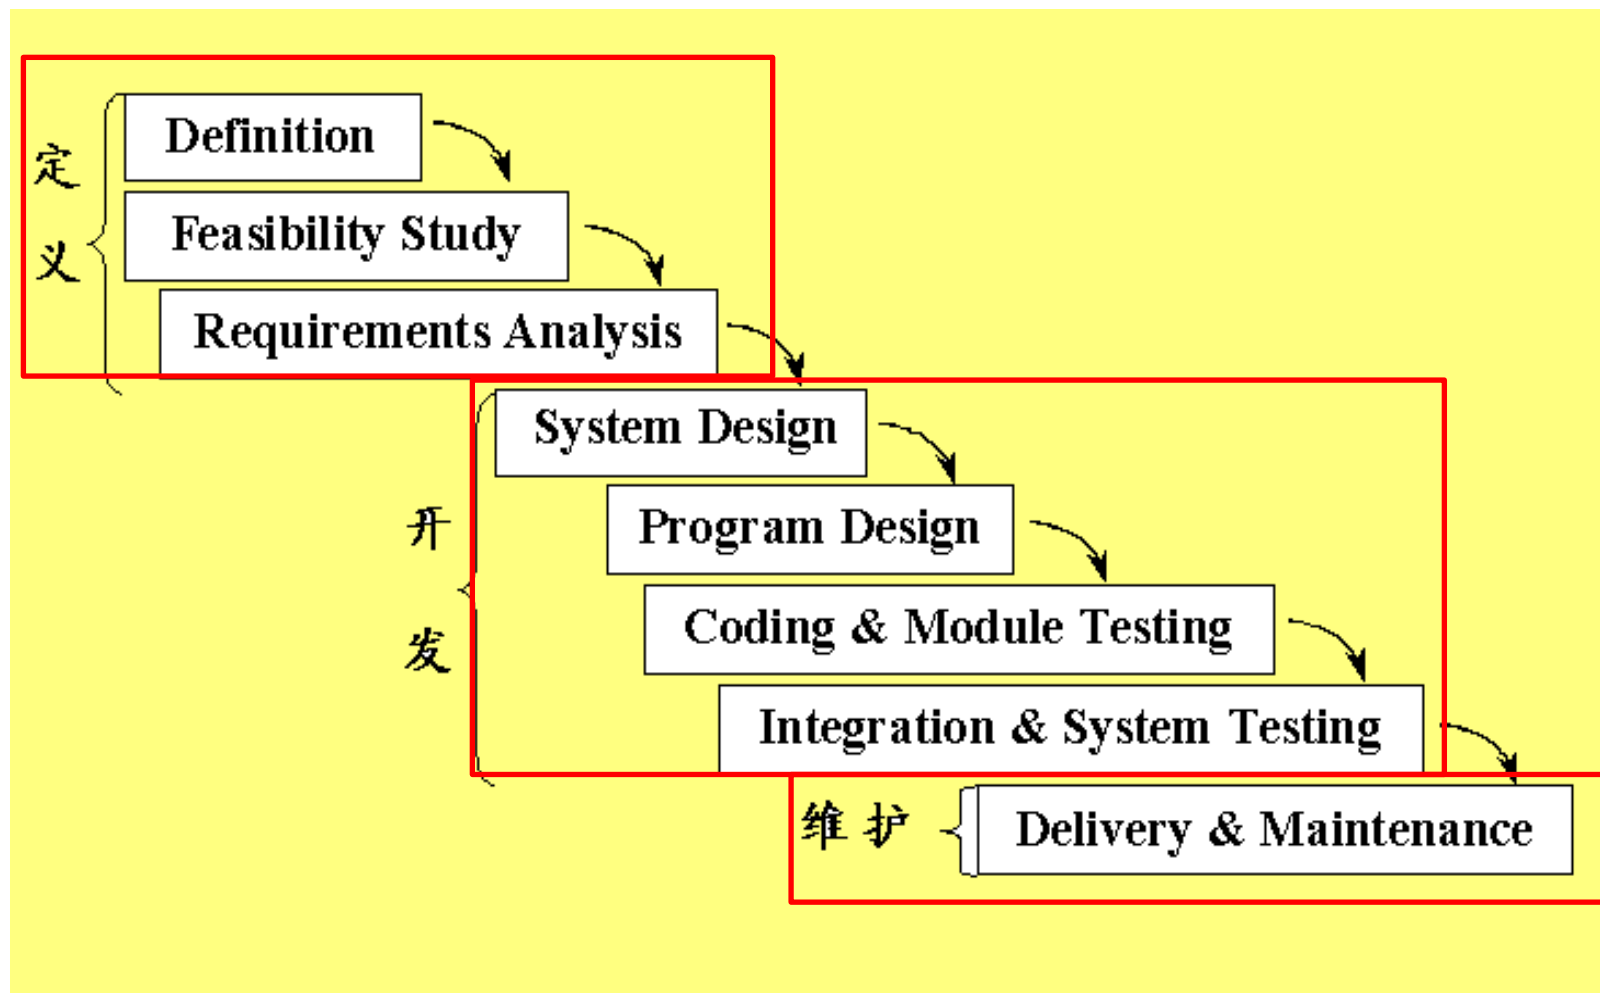 定义
Definition
Feasibility Study
Requirements Analysis
开发
System Design
Program Design
Coding & Module Testing
Integration & System Testing
维护
Delivery & Maintenance